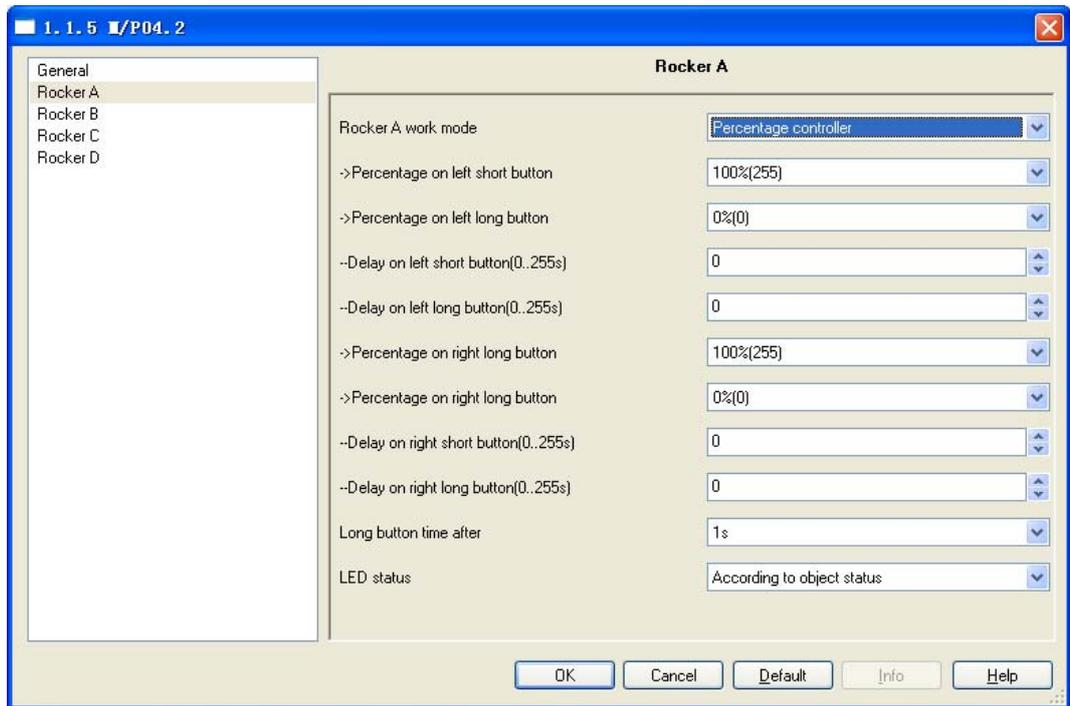 1.1.5 M/P04.2
General
Rocker A
Rocker B
Rocker C
Rocker D
Rocker A
Rocker A work mode Percentage controller
->Percentage on left short button 100%(255)
->Percentage on left long button 0%(0)
--Delay on left short button(0..255s) 0
--Delay on left long button(0..255s) 0
->Percentage on right long button 100%(255)
->Percentage on right long button 0%(0)
--Delay on right short button(0..255s) 0
--Delay on right long button(0..255s) 0
Long button time after 1s
LED status According to object status
OK Cancel Default Info Help